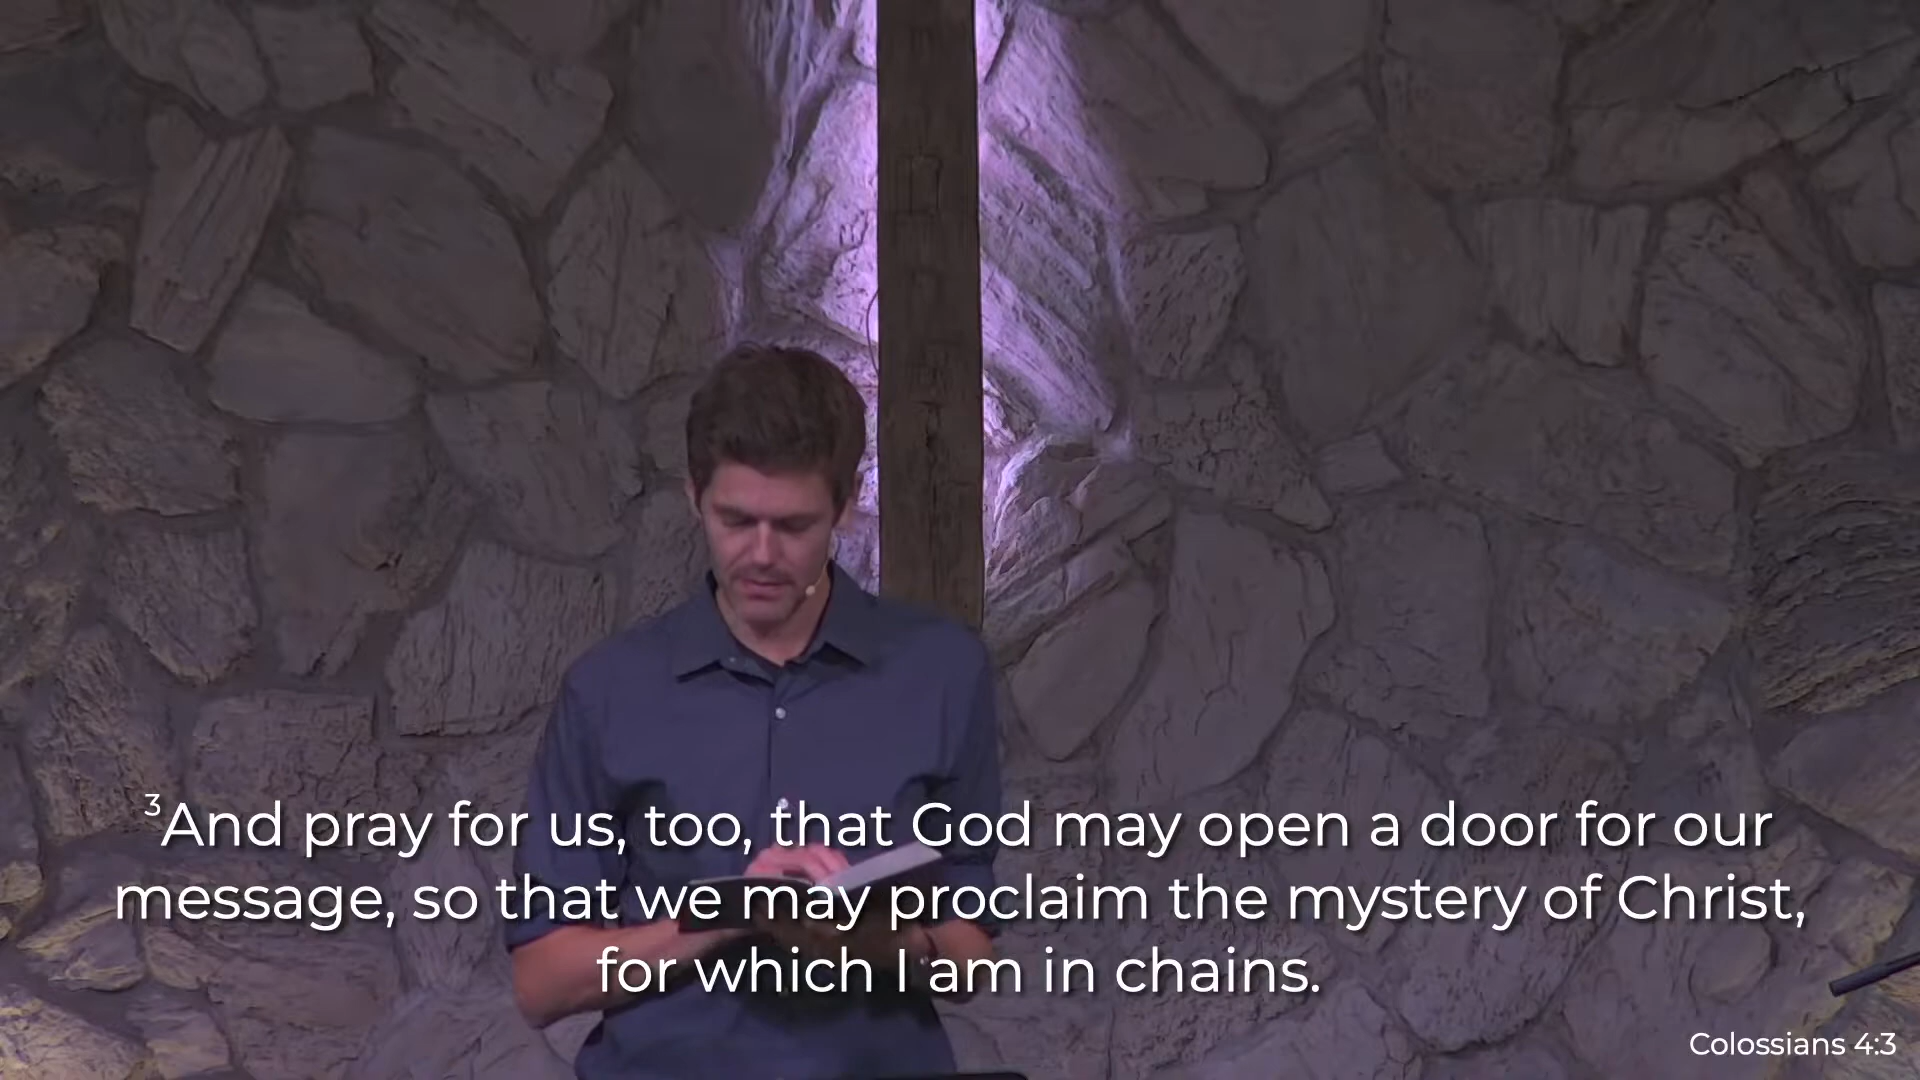 ³And pray for us, too, that God may open a door for our
message, so that we may proclaim the mystery of Christ,
for which I am in chains.
Colossians 4:3